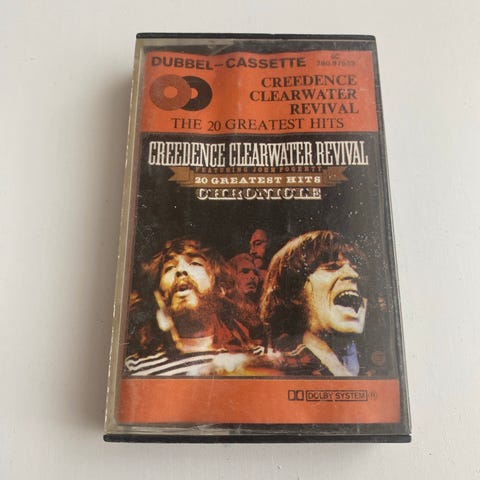 DUBBEL-CASSETTE
CREEDENCE
CLEARWATER
REVIVAL
THE 20 GREATEST HITS
CREEDENCE CLEARWATER REVIVAL
FEATURING JOHN FOGERTY
20 GREATEST HITS
CHRONICLE
DOLBY SYSTEM